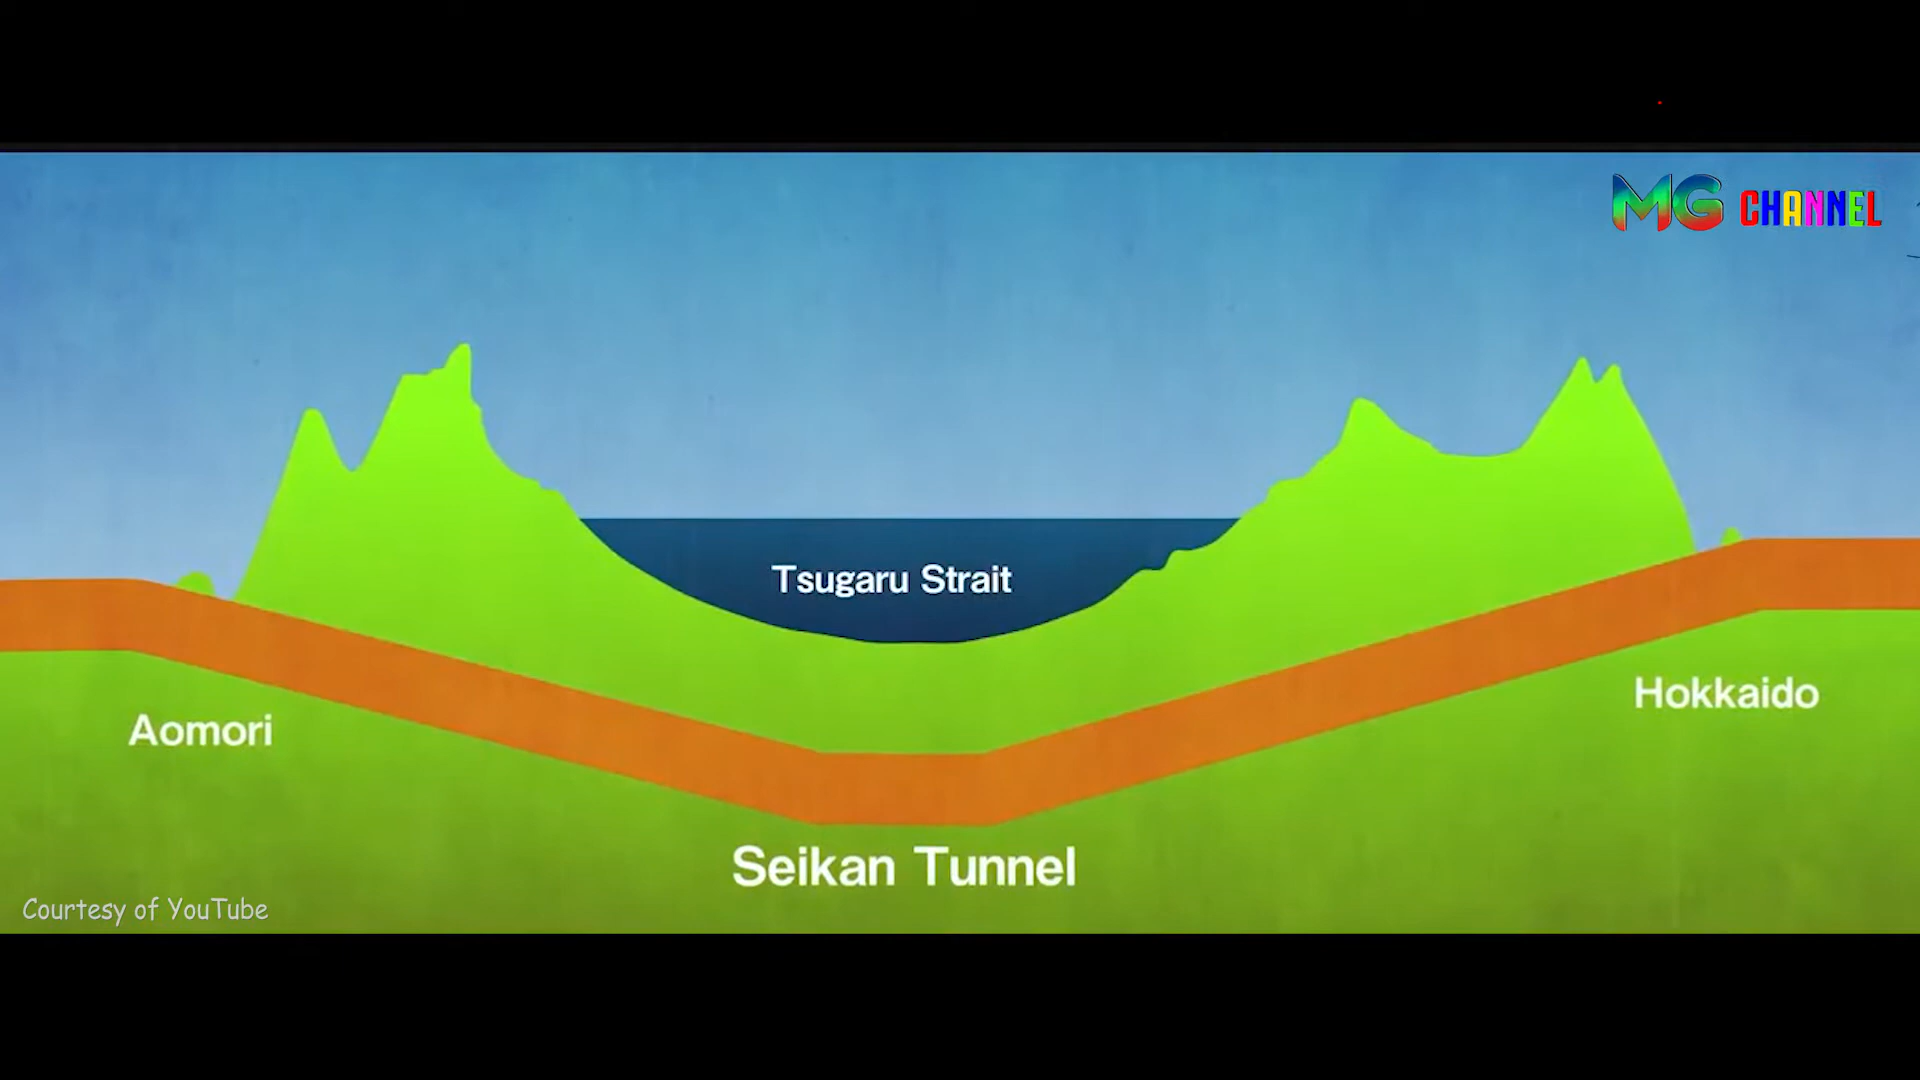 MG CHANNEL
Tsugaru Strait
Hokkaido
Aomori
Seikan Tunnel
Courtesy of YouTube